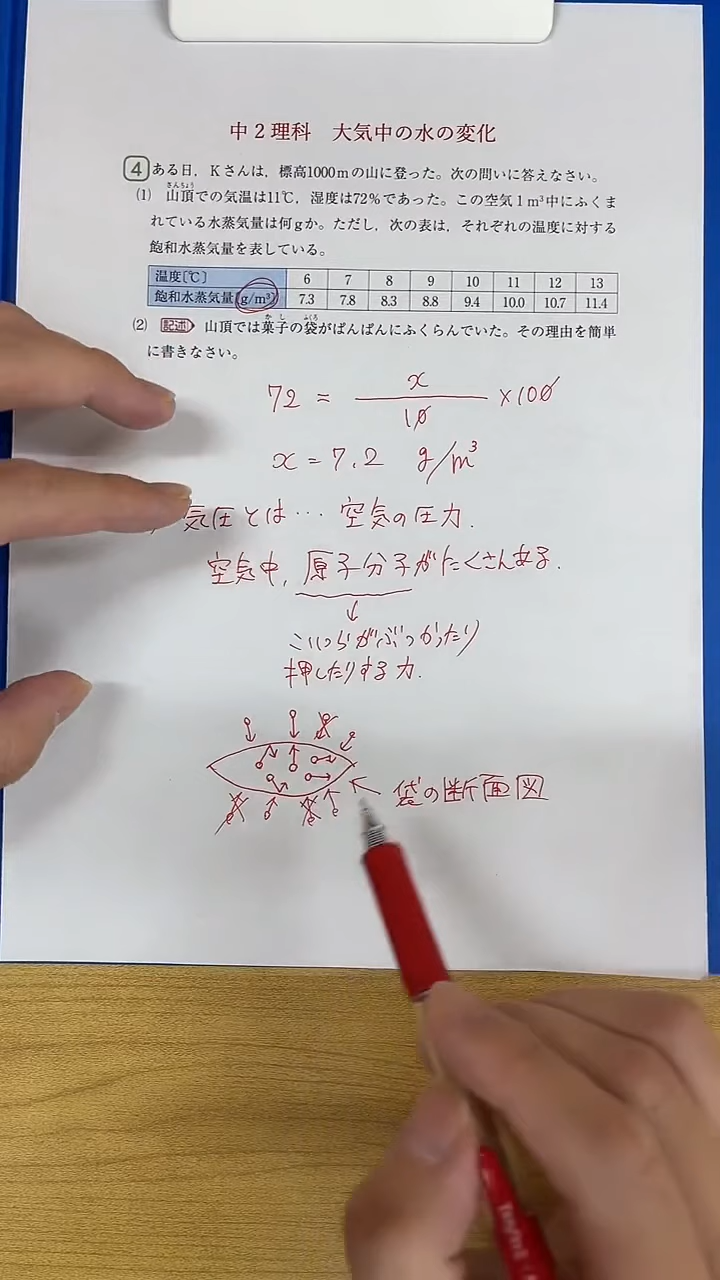 中2理科 大気中の水の変化
4 ある日，Kさんは，標高1000mの山に登った。次の問いに答えなさい。
さんちょう
(1) 山頂での気温は11℃，湿度は72％であった。この空気1m³中にふくま
れている水蒸気量は何gか。ただし，次の表は，それぞれの温度に対する
飽和水蒸気量を表している。
温度〔℃〕 6 7 8 9 10 11 12 13
飽和水蒸気量〔g/m³〕 7.3 7.8 8.3 8.8 9.4 10.0 10.7 11.4
かし ふくろ
(2) 記述 山頂では菓子の袋がぱんぱんにふくらんでいた。その理由を簡単
に書きなさい。
72 = x/10 ×100
x = 7.2 g/m³
気圧とは… 空気の圧力.
空気中, 原子分子がたくさんある.
↓
こいつらがぶつかったり
押したりする力.
袋の断面図